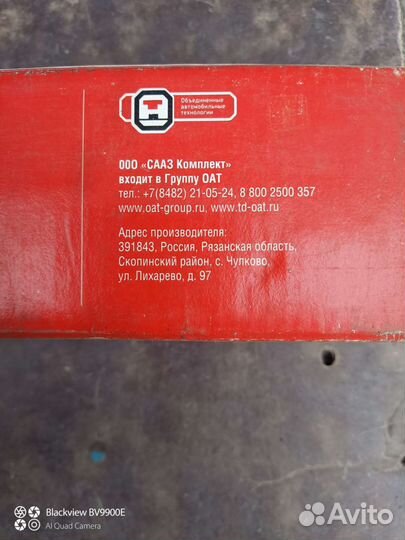 Объединенные
автомобильные
технологии
ООО «СААЗ Комплект»
входит в Группу ОАТ
тел.: +7(8482) 21-05-24, 8 800 2500 357
www.oat-group.ru, www.td-oat.ru
Адрес производителя:
391843, Россия, Рязанская область,
Скопинский район, с. Чулково,
ул. Лихарево, д. 97
Blackview BV9900E
AI Quad Camera
Avito